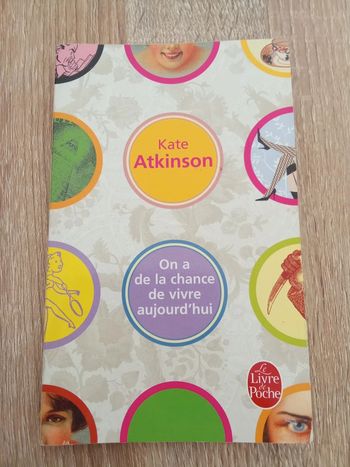 Kate
Atkinson
On a
de la chance
de vivre
aujourd'hui
Le
Livre
de
Poche